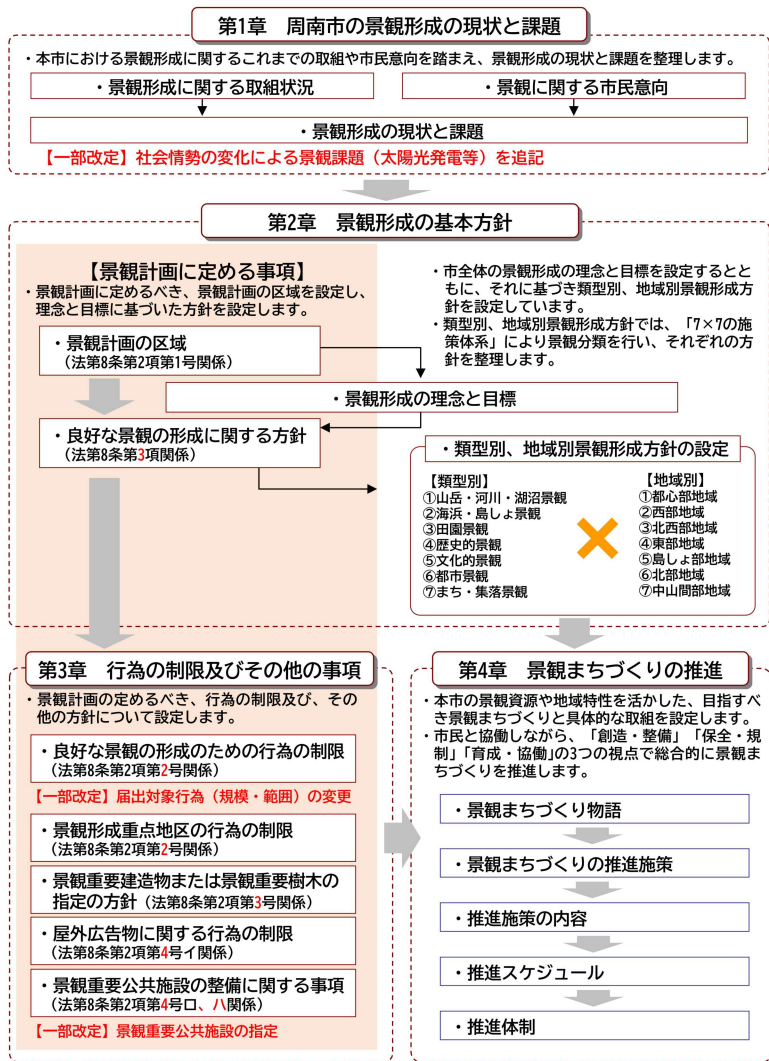 第1章 周南市の景観形成の現状と課題
・本市における景観形成に関するこれまでの取組や市民意向を踏まえ、景観形成の現状と課題を整理します。
・景観形成に関する取組状況
・景観に関する市民意向
・景観形成の現状と課題
【一部改定】社会情勢の変化による景観課題（太陽光発電等）を追記
第2章 景観形成の基本方針
【景観計画に定める事項】
・景観計画に定めるべき、景観計画の区域を設定し、
理念と目標に基づいた方針を設定します。
・市全体の景観形成の理念と目標を設定するとと
もに、それに基づき類型別、地域別景観形成方
針を設定しています。
・類型別、地域別景観形成方針では、「7×7の施
策体系」により景観分類を行い、それぞれの方
針を整理します。
・景観計画の区域
（法第8条第2項第1号関係）
・景観形成の理念と目標
・良好な景観の形成に関する方針
（法第8条第3項関係）
・類型別、地域別景観形成方針の設定
【類型別】
①山岳・河川・湖沼景観
②海浜・島しょ景観
③田園景観
④歴史的景観
⑤文化的景観
⑥都市景観
⑦まち・集落景観
【地域別】
①都心部地域
②西部地域
③北西部地域
④東部地域
⑤島しょ部地域
⑥北部地域
⑦中山間部地域
第3章 行為の制限及びその他の事項
・景観計画の定めるべき、行為の制限及び、その
他の方針について設定します。
・良好な景観の形成のための行為の制限
（法第8条第2項第2号関係）
【一部改定】届出対象行為（規模・範囲）の変更
・景観形成重点地区の行為の制限
（法第8条第2項第2号関係）
・景観重要建造物または景観重要樹木の
指定の方針（法第8条第2項第3号関係）
・屋外広告物に関する行為の制限
（法第8条第2項第4号イ関係）
・景観重要公共施設の整備に関する事項
（法第8条第2項第4号ロ、ハ関係）
【一部改定】景観重要公共施設の指定
第4章 景観まちづくりの推進
・本市の景観資源や地域特性を活かした、目指すべ
き景観まちづくりと具体的な取組を設定します。
・市民と協働しながら、「創造・整備」「保全・規
制」「育成・協働」の3つの視点で総合的に景観ま
ちづくりを推進します。
・景観まちづくり物語
・景観まちづくりの推進施策
・推進施策の内容
・推進スケジュール
・推進体制